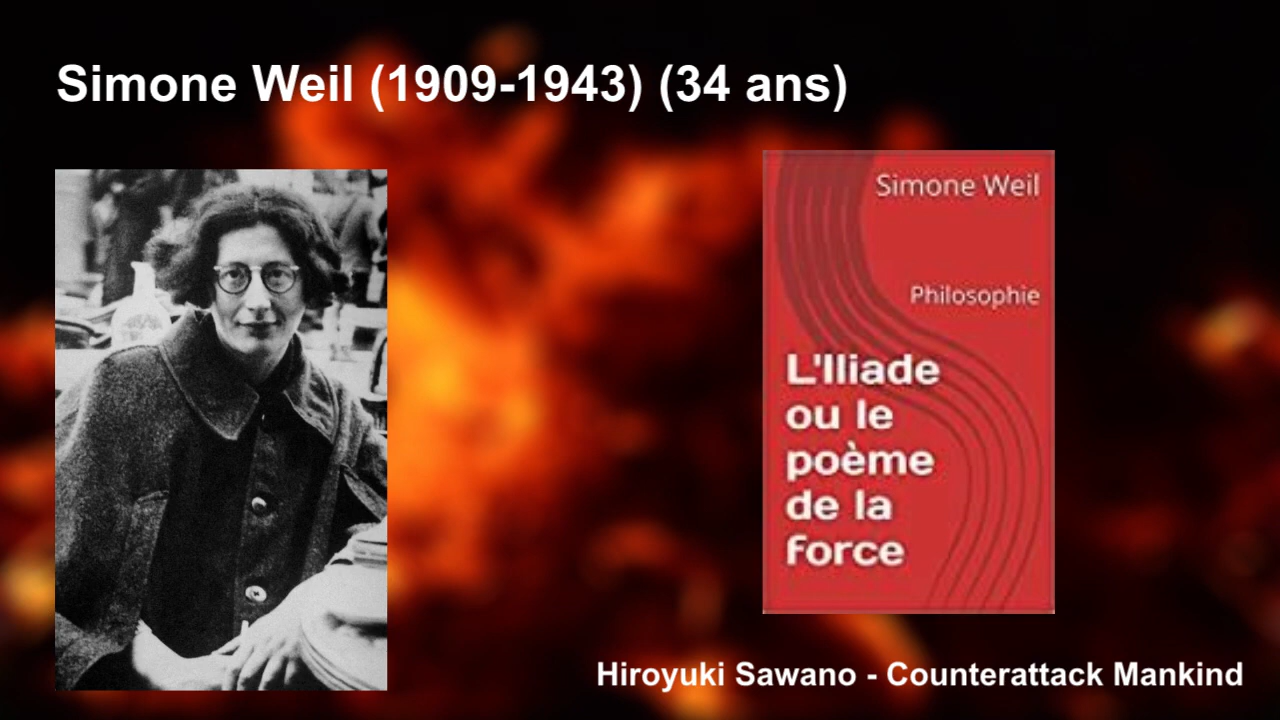 Simone Weil (1909-1943) (34 ans)
Simone Weil
Philosophie
L'Iliade
ou le
poème
de la
force
Hiroyuki Sawano - Counterattack Mankind